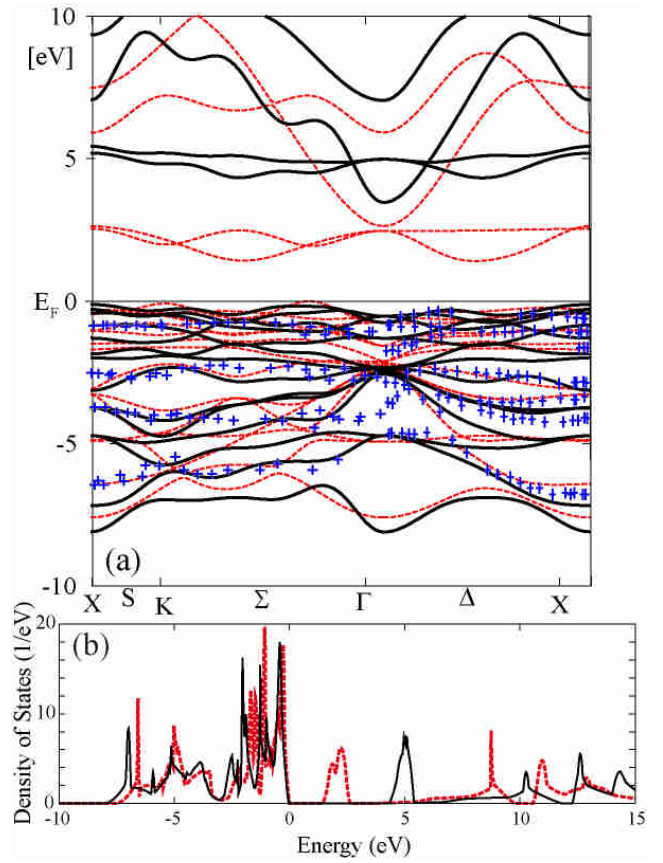 10
[eV]
5
E_F 0
-5
(a)
-10
X S K Σ Γ Δ X
(b)
Density of States (1/eV)
20
10
0
-10 -5 0 5 10 15
Energy (eV)